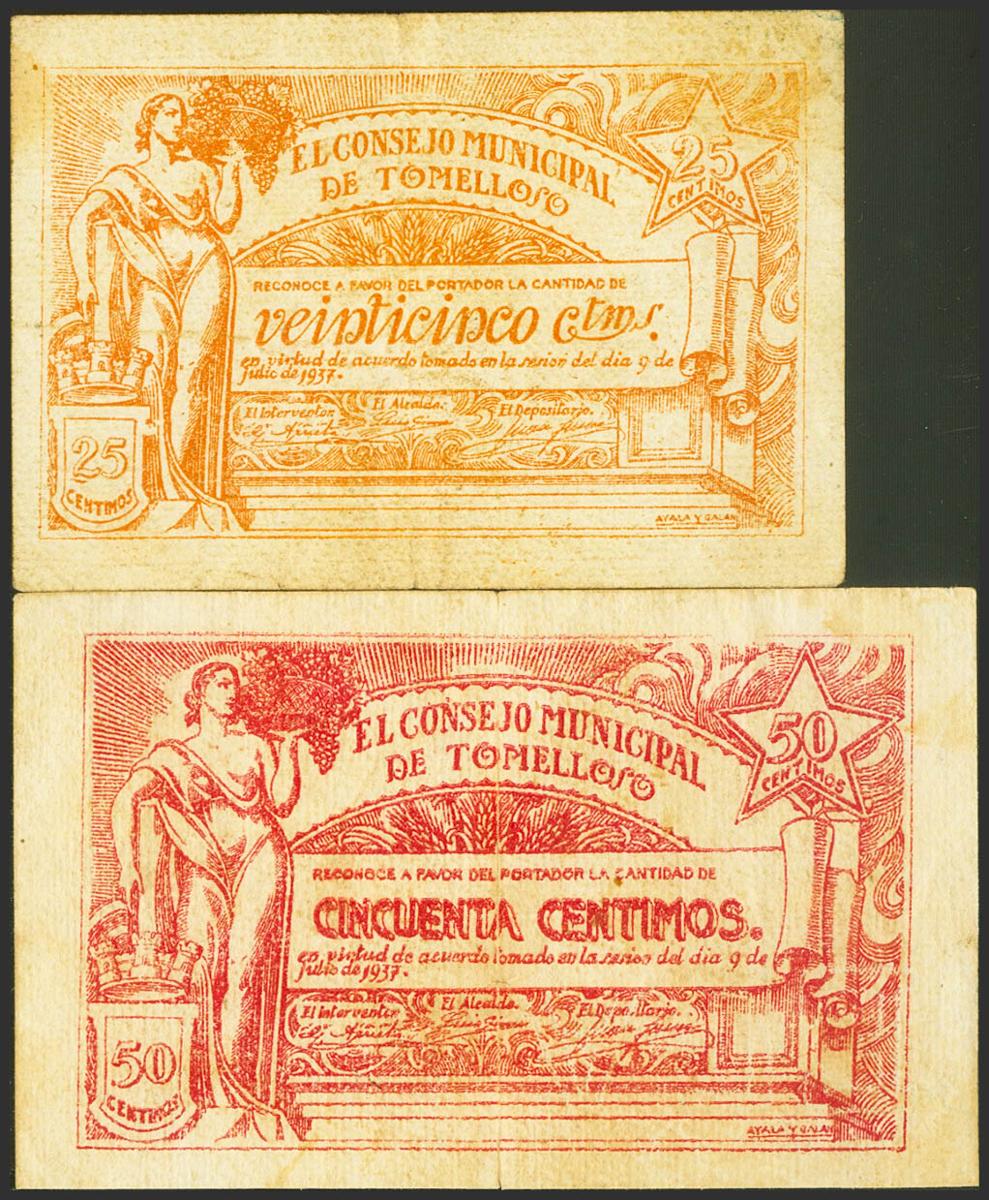 EL CONSEJO MUNICIPAL
DE TOMELLOSO
25
CENTIMOS
RECONOCE A FAVOR DEL PORTADOR LA CANTIDAD DE
veinticinco ctms.
en virtud de acuerdo tomado en la sesion del dia 9 de
julio de 1937.
El Interventor El Alcalde. El Depositario.
25
CENTIMOS
AYALA Y GALAN
EL CONSEJO MUNICIPAL
DE TOMELLOSO
50
CENTIMOS
RECONOCE A FAVOR DEL PORTADOR LA CANTIDAD DE
CINCUENTA CENTIMOS.
en virtud de acuerdo tomado en la sesion del dia 9 de
julio de 1937.
El Interventor El Alcalde. El Depositario.
50
CENTIMOS
AYALA Y GALAN